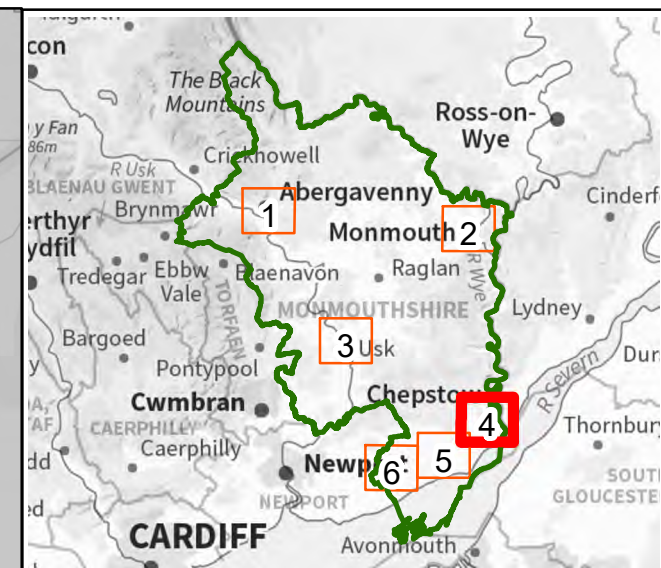 con
The Black
Mountains
Ross-on-
Wye
y Fan
86m
R Usk
Crickhowell
BLAENAU GWENT
Cinderf
Abergavenny
1
Brynmawr
erthyr
ydfil
Monmouth
2
Tredegar
Ebbw
Vale
Blaenavon
Raglan
R Wye
TORFAEN
MONMOUTHSHIRE
Lydney
Bargoed
3
Usk
Pontypool
R Severn
Dur
Cwmbran
Chepstow
4
Thornbury
CAERPHILLY
Caerphilly
A,
TAF
dd
5
6
NEWPORT
SOUT
GLOUCESTE
ed
CARDIFF
Avonmouth